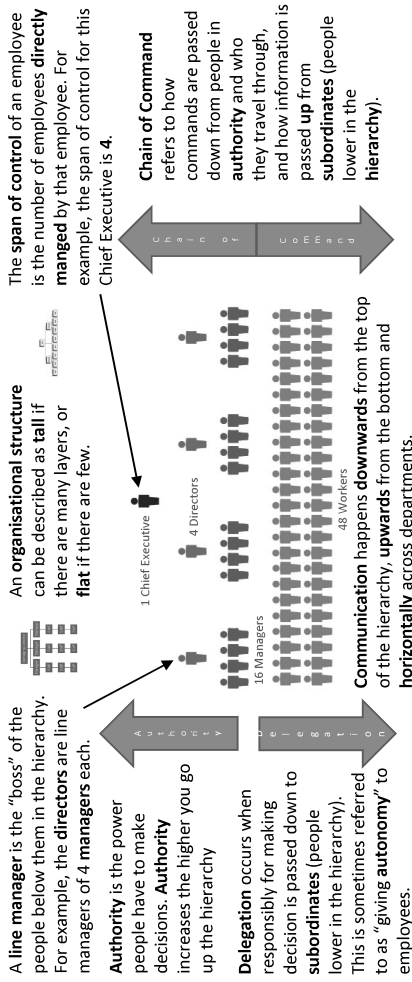 A line manager is the “boss” of the
people below them in the hierarchy.
For example, the directors are line
managers of 4 managers each.
An organisational structure
can be described as tall if
there are many layers, or
flat if there are few.
The span of control of an employee
is the number of employees directly
manged by that employee. For
example, the span of control for this
Chief Executive is 4.
Authority is the power
people have to make
decisions. Authority
increases the higher you go
up the hierarchy
Delegation occurs when
responsibly for making
decision is passed down to
subordinates (people
lower in the hierarchy).
This is sometimes referred
to as “giving autonomy” to
employees.
Authority
Delegation
1 Chief Executive
4 Directors
16 Managers
48 Workers
Communication happens downwards from the top
of the hierarchy, upwards from the bottom and
horizontally across departments.
Chain of
Command
Chain of Command
refers to how
commands are passed
down from people in
authority and who
they travel through,
and how information is
passed up from
subordinates (people
lower in the
hierarchy).